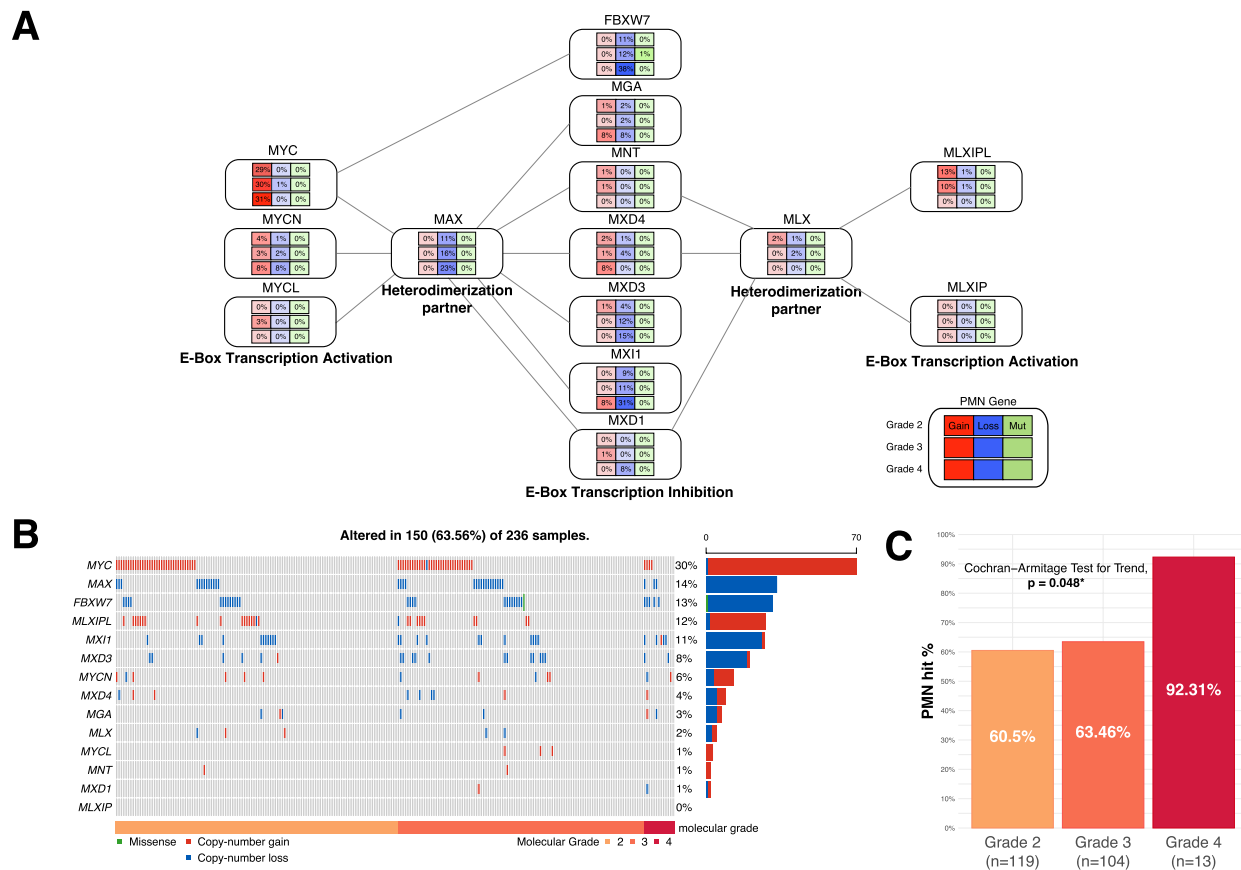 A
FBXW7
0% 11% 0%
0% 12% 1%
0% 38% 0%
MGA
1% 2% 0%
0% 2% 0%
8% 8% 0%
MYC
29% 0% 0%
30% 1% 0%
31% 0% 0%
MNT
1% 0% 0%
1% 0% 0%
0% 0% 0%
MLXIPL
13% 1% 0%
10% 1% 0%
0% 0% 0%
MYCN
4% 1% 0%
3% 2% 0%
8% 8% 0%
MAX
0% 11% 0%
0% 16% 0%
0% 23% 0%
Heterodimerization
partner
MXD4
2% 1% 0%
1% 4% 0%
8% 0% 0%
MLX
2% 1% 0%
0% 2% 0%
0% 0% 0%
Heterodimerization
partner
MYCL
0% 0% 0%
3% 0% 0%
0% 0% 0%
E-Box Transcription Activation
MXD3
1% 4% 0%
0% 12% 0%
0% 15% 0%
MLXIP
0% 0% 0%
0% 0% 0%
0% 0% 0%
E-Box Transcription Activation
MXI1
0% 9% 0%
0% 11% 0%
8% 31% 0%
MXD1
0% 0% 0%
1% 0% 0%
0% 8% 0%
E-Box Transcription Inhibition
PMN Gene
Grade 2 Gain Loss Mut
Grade 3
Grade 4
B
Altered in 150 (63.56%) of 236 samples.
0 70
MYC 30%
MAX 14%
FBXW7 13%
MLXIPL 12%
MXI1 11%
MXD3 8%
MYCN 6%
MXD4 4%
MGA 3%
MLX 2%
MYCL 1%
MNT 1%
MXD1 1%
MLXIP 0%
molecular grade
Missense Copy-number gain
Copy-number loss
Molecular Grade 2 3 4
C
PMN hit %
100%
90%
80%
70%
60%
50%
40%
30%
20%
10%
0%
Cochran-Armitage Test for Trend,
p = 0.048*
60.5%
63.46%
92.31%
Grade 2 Grade 3 Grade 4
(n=119) (n=104) (n=13)